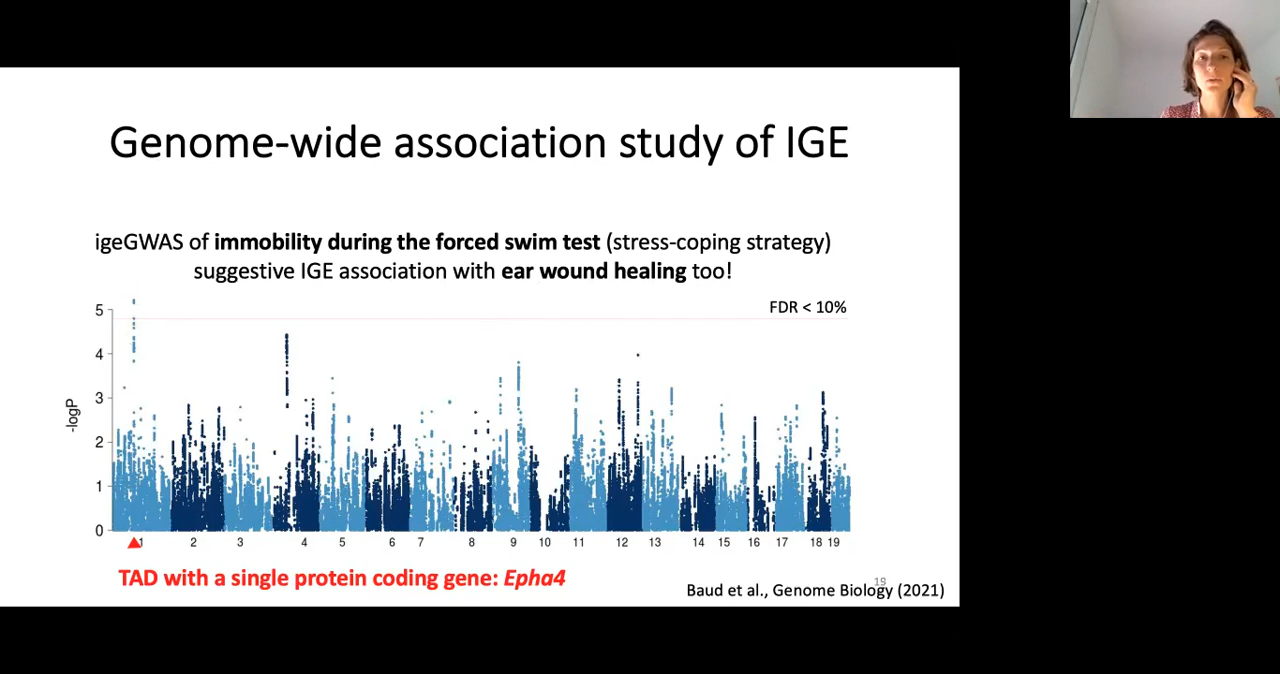 Genome-wide association study of IGE
igeGWAS of immobility during the forced swim test (stress-coping strategy)
suggestive IGE association with ear wound healing too!
FDR < 10%
5
4
3
2
1
0
-logP
1 2 3 4 5 6 7 8 9 10 11 12 13 14 15 16 17 18 19
TAD with a single protein coding gene: Epha4
19
Baud et al., Genome Biology (2021)